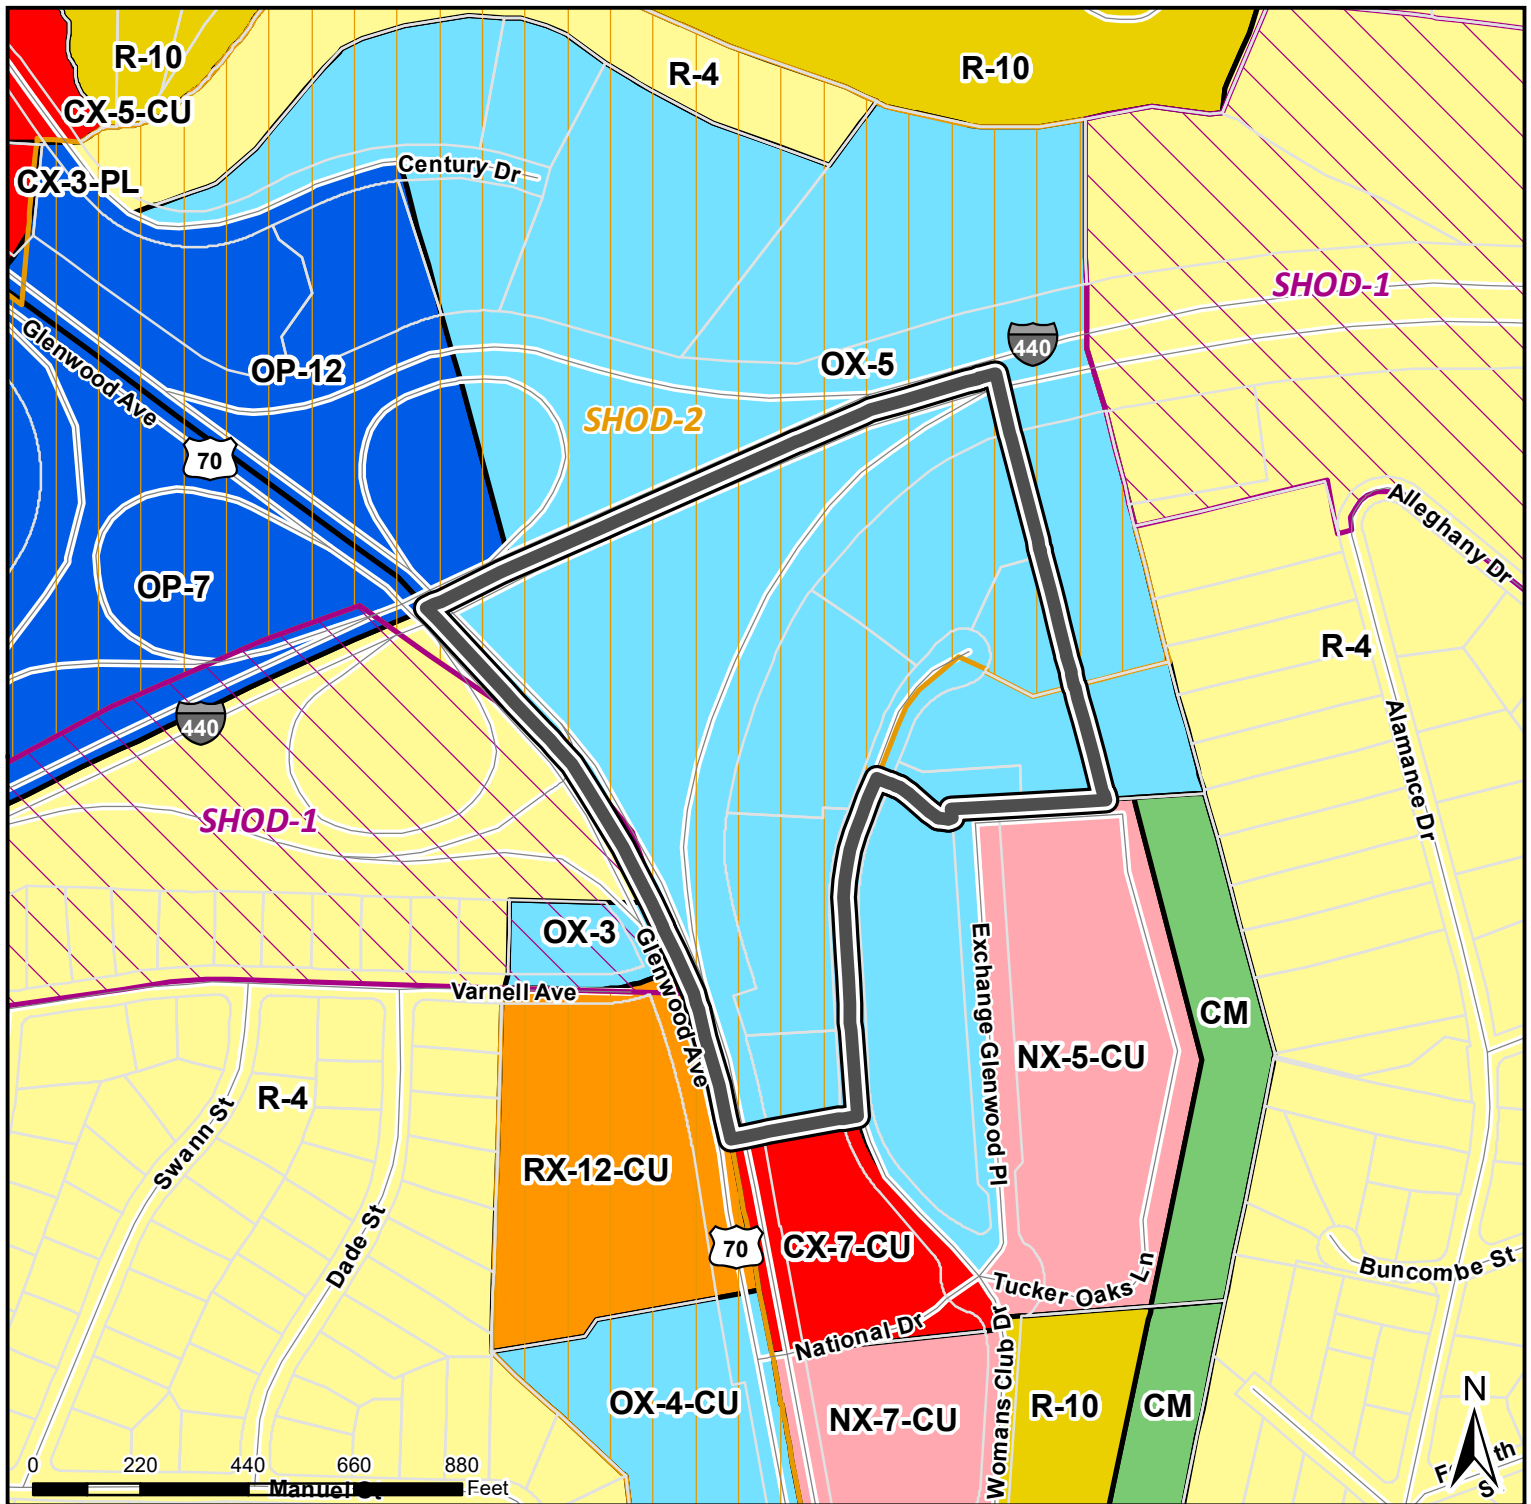 R-10
R-4
R-10
CX-5-CU
Century Dr
CX-3-PL
SHOD-1
440
Glenwood Ave
OP-12
OX-5
SHOD-2
70
Alleghany Dr
OP-7
R-4
440
Alamance Dr
SHOD-1
OX-3
Glenwood Ave
Exchange Glenwood Pl
Varnell Ave
CM
NX-5-CU
R-4
Swann St
RX-12-CU
Dade St
70
CX-7-CU
Tucker Oaks Ln
Buncombe St
National Dr
Womans Club Dr
OX-4-CU
NX-7-CU
R-10
CM
N
0 220 440 660 880
Feet
Manuel St
S